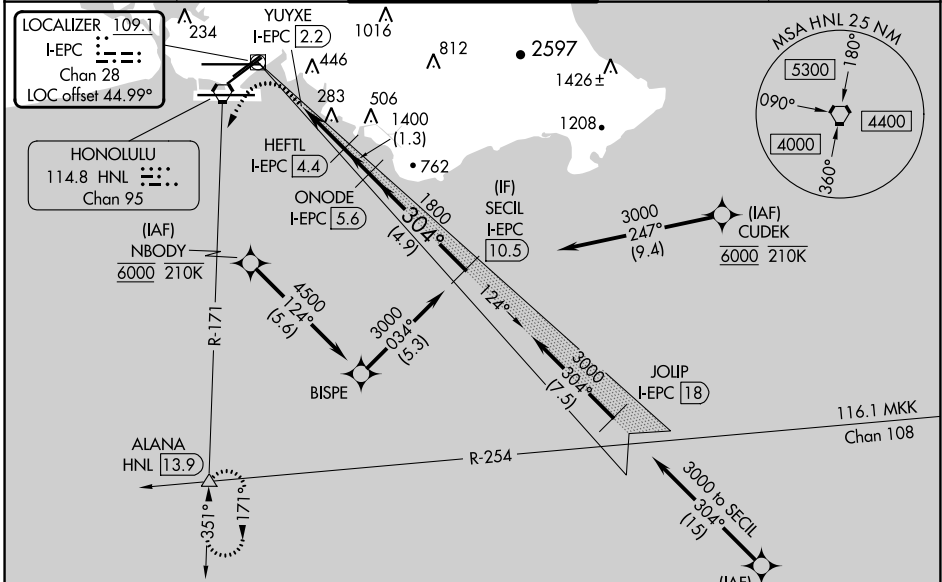 LOCALIZER 109.1
I-EPC
Chan 28
LOC offset 44.99°
234
YUYXE
I-EPC 2.2
1016
446
812
2597
1426±
283
506
1400
(1.3)
1208
762
MSA HNL 25 NM
180°
5300
090°
4400
4000
360°
HONOLULU
114.8 HNL
Chan 95
HEFTL
I-EPC 4.4
ONODE
I-EPC 5.6
1800
304°
(4.9)
(IF)
SECIL
I-EPC
10.5
3000
247°
(9.4)
(IAF)
CUDEK
6000 210K
(IAF)
NBODY
6000 210K
4500
124°
(5.6)
3000
034°
(5.3)
BISPE
124°
R-171
3000
304°
(7.5)
JOLIP
I-EPC 18
116.1 MKK
Chan 108
R-254
ALANA
HNL 13.9
351°
171°
3000 to SECIL
304°
(15)
(IAF)